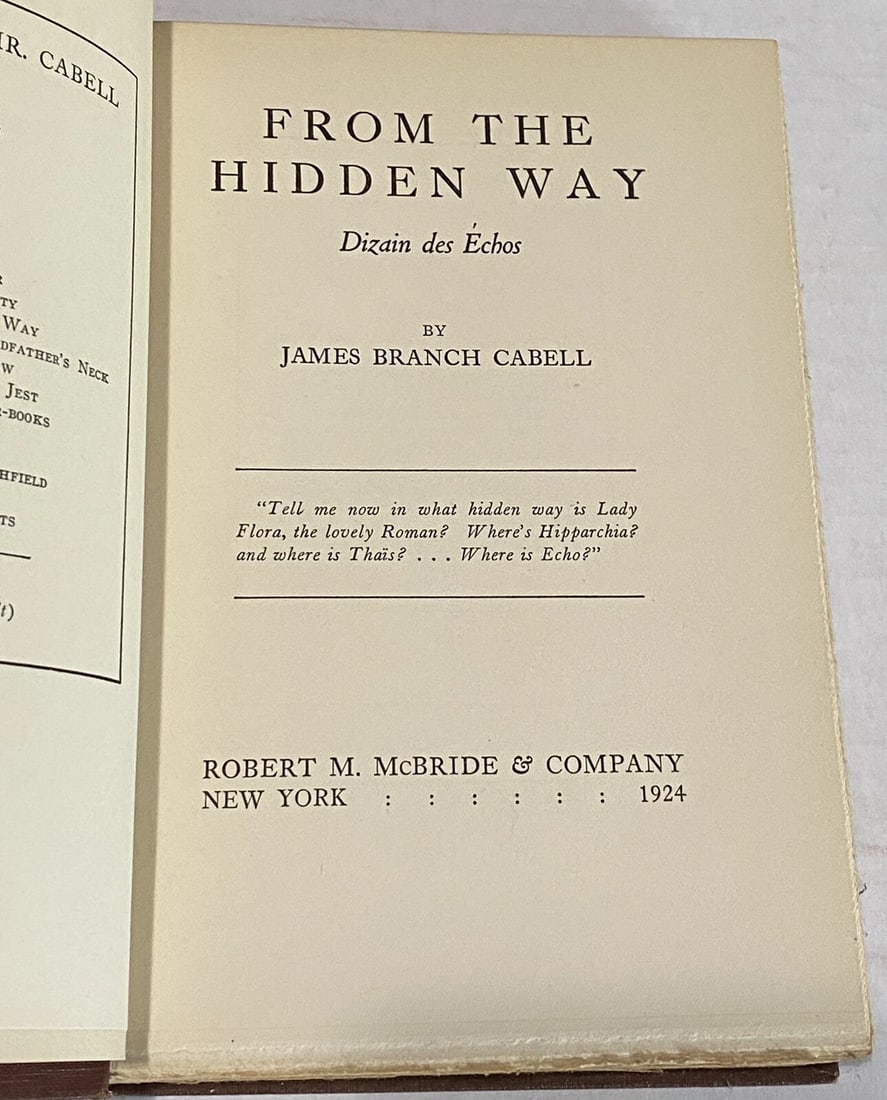 MR. CABELL
TY
WAY
DFATHER'S NECK
W
JEST
-BOOKS
HFIELD
TS
t)
FROM THE
HIDDEN WAY
Dizain des Échos
BY
JAMES BRANCH CABELL
"Tell me now in what hidden way is Lady
Flora, the lovely Roman? Where's Hipparchia?
and where is Thaïs? . . . Where is Echo?"
ROBERT M. McBRIDE & COMPANY
NEW YORK : : : : : : 1924